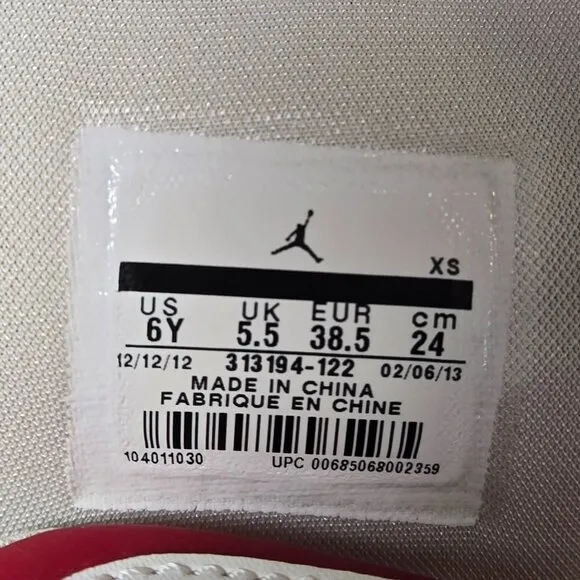 XS
US UK EUR cm
6Y 5.5 38.5 24
12/12/12 313194-122 02/06/13
MADE IN CHINA
FABRIQUE EN CHINE
104011030 UPC 00685068002359